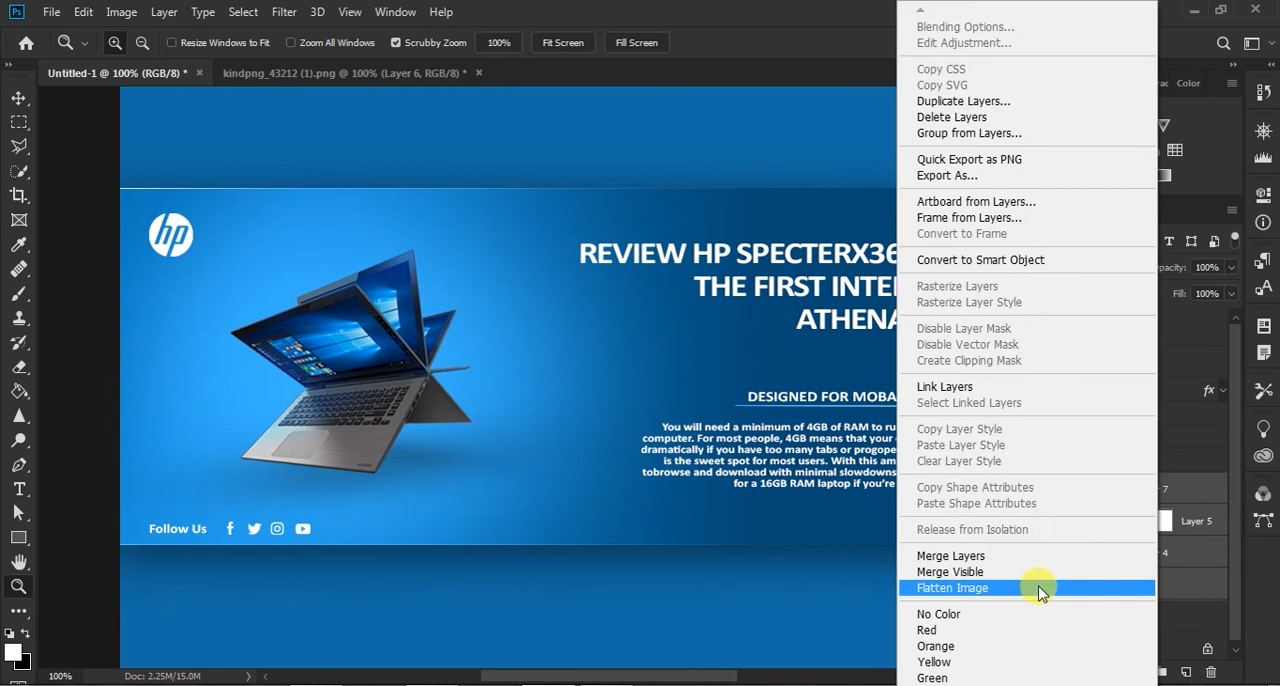 Ps File Edit Image Layer Type Select Filter 3D View Window Help
Resize Windows to Fit Zoom All Windows Scrubby Zoom 100% Fit Screen Fill Screen
Untitled-1 @ 100% (RGB/8) * × kindpng_43212 (1).png @ 100% (Layer 6, RGB/8) * ×
hp
REVIEW HP SPECTERX36
THE FIRST INTE
ATHENA
DESIGNED FOR MOBA
You will need a minimum of 4GB of RAM to ru
computer. For most people, 4GB means that your
dramatically if you have too many tabs or progope
is the sweet spot for most users. With this am
tobrowse and download with minimal slowdowns
for a 16GB RAM laptop if you're
Follow Us
100% Doc: 2.25M/15.0M
Blending Options...
Edit Adjustment...
Copy CSS
Copy SVG
Duplicate Layers...
Delete Layers
Group from Layers...
Quick Export as PNG
Export As...
Artboard from Layers...
Frame from Layers...
Convert to Frame
Convert to Smart Object
Rasterize Layers
Rasterize Layer Style
Disable Layer Mask
Disable Vector Mask
Create Clipping Mask
Link Layers
Select Linked Layers
Copy Layer Style
Paste Layer Style
Clear Layer Style
Copy Shape Attributes
Paste Shape Attributes
Release from Isolation
Merge Layers
Merge Visible
Flatten Image
No Color
Red
Orange
Yellow
Green
Color
pacity: 100%
Fill: 100%
fx
7
Layer 5
4